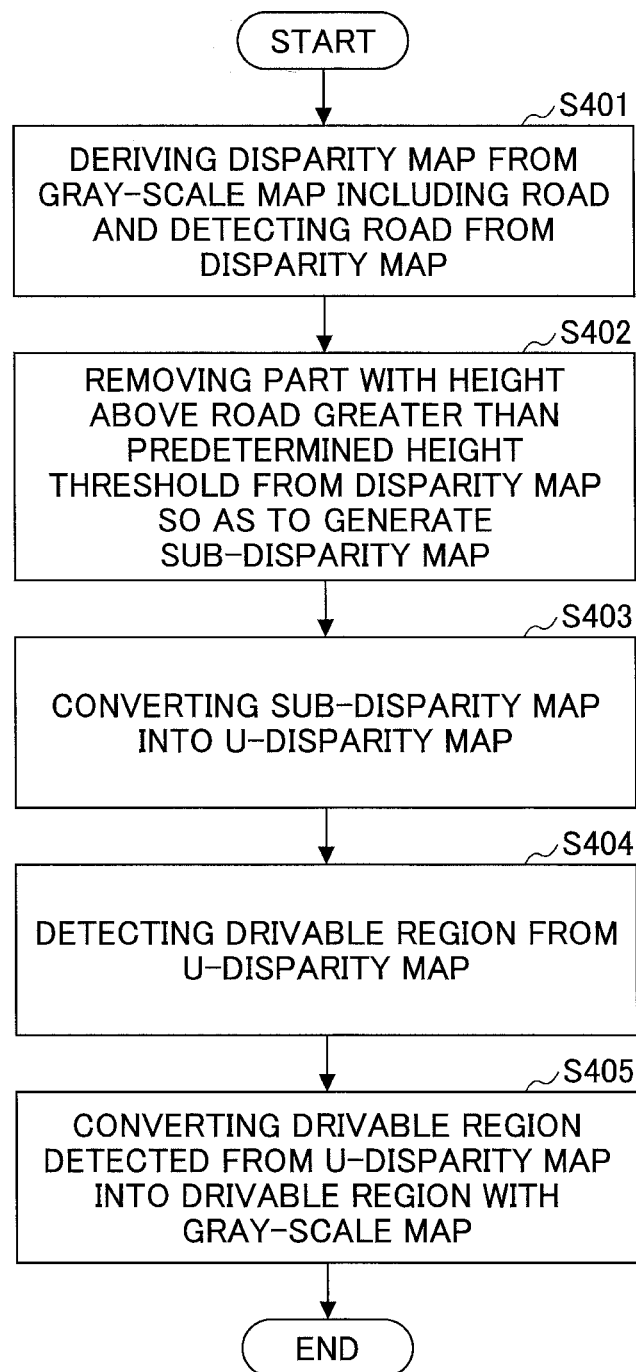 START
S401
DERIVING DISPARITY MAP FROM
GRAY-SCALE MAP INCLUDING ROAD
AND DETECTING ROAD FROM
DISPARITY MAP
S402
REMOVING PART WITH HEIGHT
ABOVE ROAD GREATER THAN
PREDETERMINED HEIGHT
THRESHOLD FROM DISPARITY MAP
SO AS TO GENERATE
SUB-DISPARITY MAP
S403
CONVERTING SUB-DISPARITY MAP
INTO U-DISPARITY MAP
S404
DETECTING DRIVABLE REGION FROM
U-DISPARITY MAP
S405
CONVERTING DRIVABLE REGION
DETECTED FROM U-DISPARITY MAP
INTO DRIVABLE REGION WITH
GRAY-SCALE MAP
END